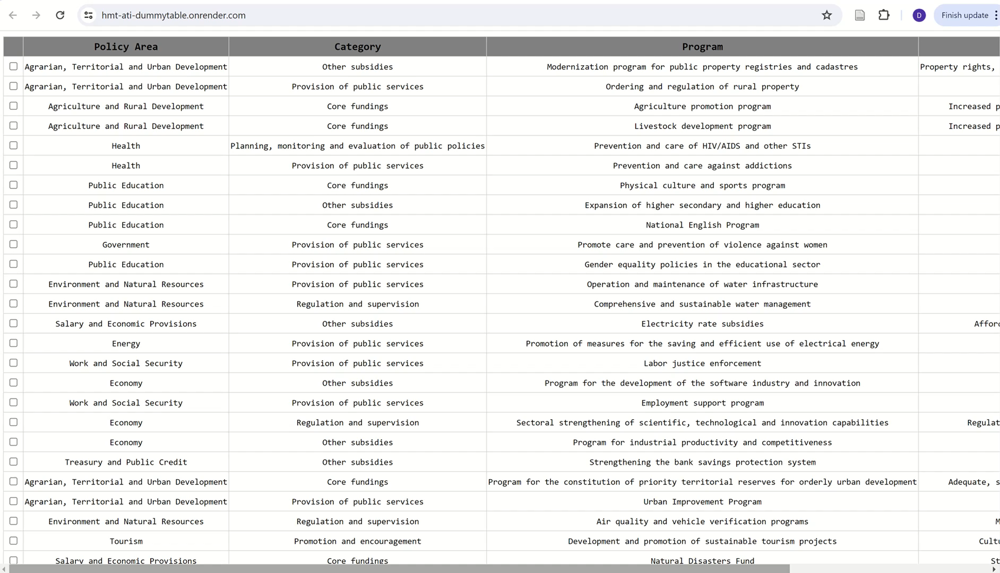 hmt-ati-dummytable.onrender.com D Finish update
Policy Area Category Program
Agrarian, Territorial and Urban Development Other subsidies Modernization program for public property registries and cadastres Property rights,
Agrarian, Territorial and Urban Development Provision of public services Ordering and regulation of rural property
Agriculture and Rural Development Core fundings Agriculture promotion program Increased p
Agriculture and Rural Development Core fundings Livestock development program Increased p
Health Planning, monitoring and evaluation of public policies Prevention and care of HIV/AIDS and other STIs
Health Provision of public services Prevention and care against addictions
Public Education Core fundings Physical culture and sports program
Public Education Other subsidies Expansion of higher secondary and higher education
Public Education Core fundings National English Program
Government Provision of public services Promote care and prevention of violence against women
Public Education Provision of public services Gender equality policies in the educational sector
Environment and Natural Resources Provision of public services Operation and maintenance of water infrastructure
Environment and Natural Resources Regulation and supervision Comprehensive and sustainable water management
Salary and Economic Provisions Other subsidies Electricity rate subsidies Afford
Energy Provision of public services Promotion of measures for the saving and efficient use of electrical energy
Work and Social Security Provision of public services Labor justice enforcement
Economy Other subsidies Program for the development of the software industry and innovation
Work and Social Security Provision of public services Employment support program
Economy Regulation and supervision Sectoral strengthening of scientific, technological and innovation capabilities Regulat
Economy Other subsidies Program for industrial productivity and competitiveness
Treasury and Public Credit Other subsidies Strengthening the bank savings protection system
Agrarian, Territorial and Urban Development Core fundings Program for the constitution of priority territorial reserves for orderly urban development Adequate, s
Agrarian, Territorial and Urban Development Provision of public services Urban Improvement Program
Environment and Natural Resources Regulation and supervision Air quality and vehicle verification programs M
Tourism Promotion and encouragement Development and promotion of sustainable tourism projects Cultu
Salary and Economic Provisions Core fundings Natural Disasters Fund St